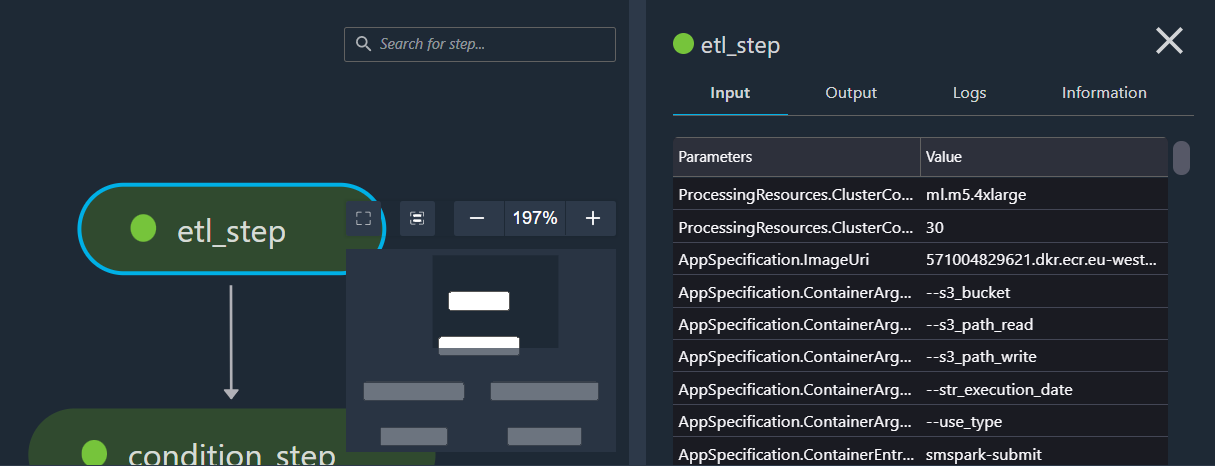 Search for step...
etl_step
197%
condition_step
etl_step
Input Output Logs Information
Parameters Value
ProcessingResources.ClusterCo... ml.m5.4xlarge
ProcessingResources.ClusterCo... 30
AppSpecification.ImageUri 571004829621.dkr.ecr.eu-west...
AppSpecification.ContainerArg... --s3_bucket
AppSpecification.ContainerArg... --s3_path_read
AppSpecification.ContainerArg... --s3_path_write
AppSpecification.ContainerArg... --str_execution_date
AppSpecification.ContainerArg... --use_type
AppSpecification.ContainerEntr... smspark-submit